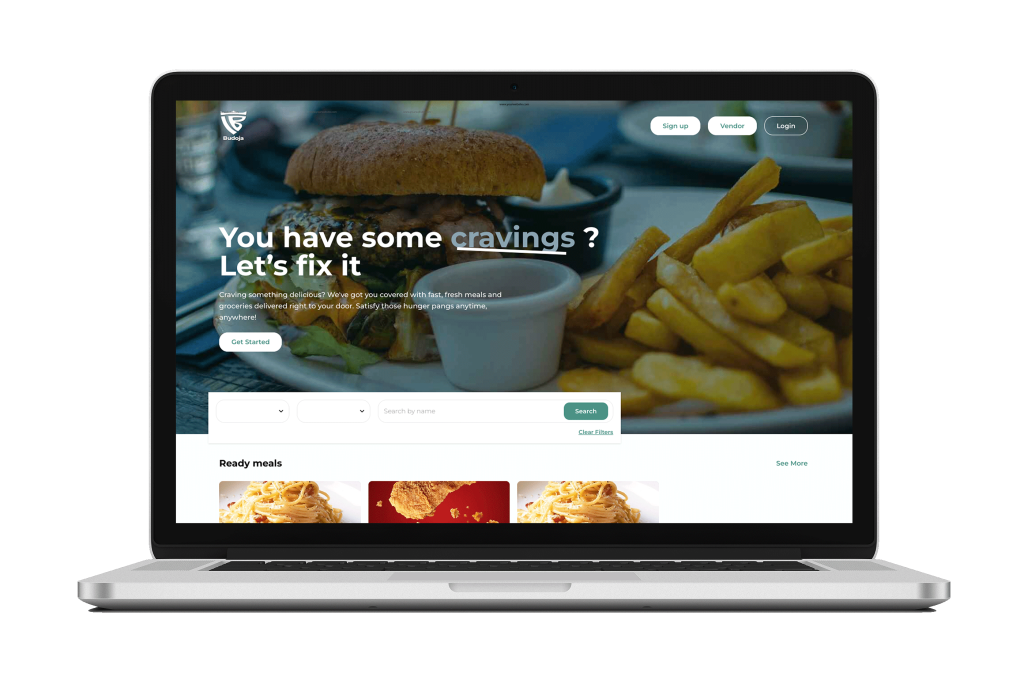 Budoja
Sign up
Vendor
Login
You have some cravings ?
Let's fix it
Craving something delicious? We've got you covered with fast, fresh meals and
groceries delivered right to your door. Satisfy those hunger pangs anytime,
anywhere!
Get Started
Search by name
Search
Clear Filters
Ready meals
See More